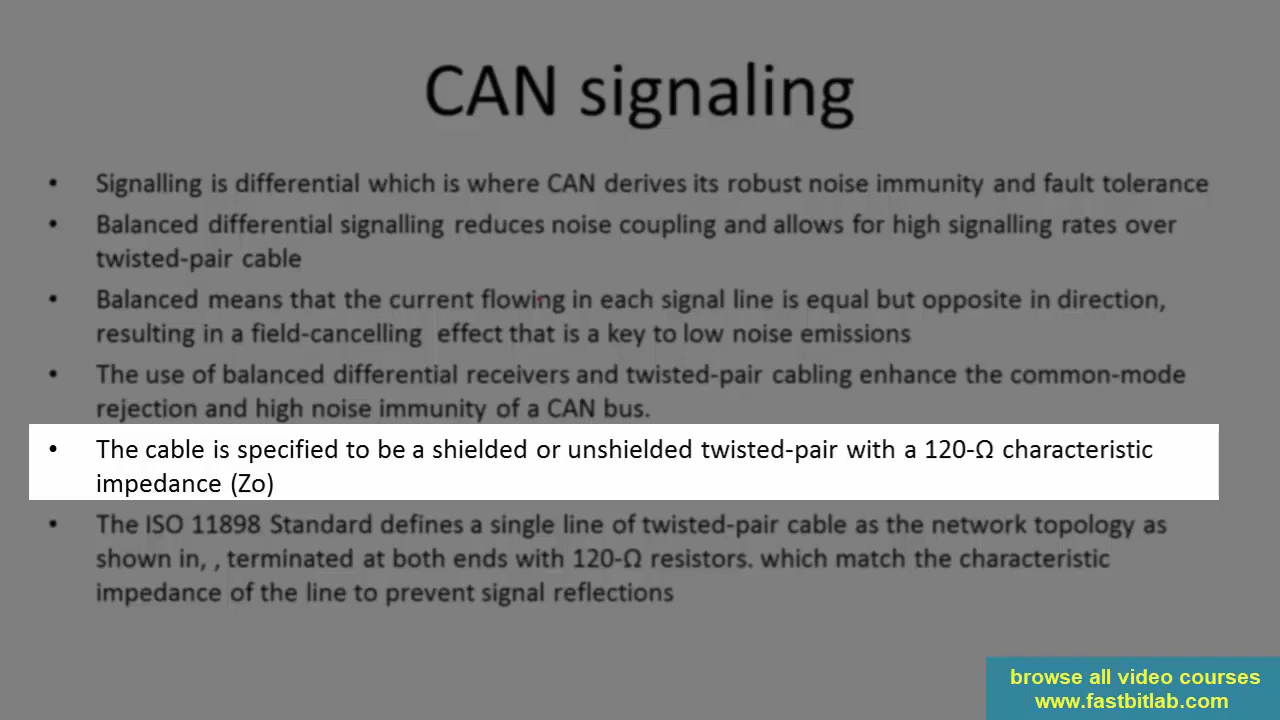 CAN signaling
• Signalling is differential which is where CAN derives its robust noise immunity and fault tolerance
• Balanced differential signalling reduces noise coupling and allows for high signalling rates over
twisted-pair cable
• Balanced means that the current flowing in each signal line is equal but opposite in direction,
resulting in a field-cancelling effect that is a key to low noise emissions
• The use of balanced differential receivers and twisted-pair cabling enhance the common-mode
rejection and high noise immunity of a CAN bus.
• The cable is specified to be a shielded or unshielded twisted-pair with a 120-Ω characteristic
impedance (Zo)
• The ISO 11898 Standard defines a single line of twisted-pair cable as the network topology as
shown in, , terminated at both ends with 120-Ω resistors. which match the characteristic
impedance of the line to prevent signal reflections
browse all video courses
www.fastbitlab.com